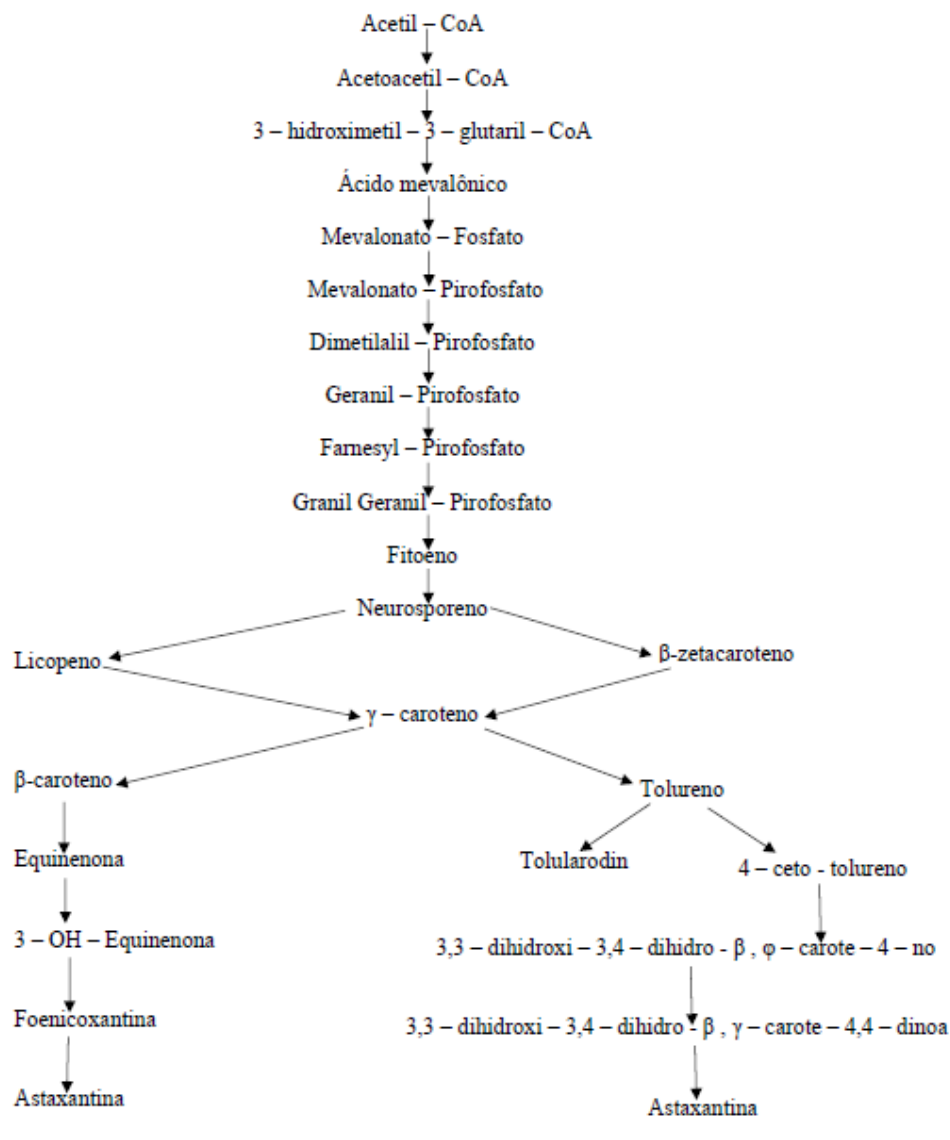 Acetil – CoA
Acetoacetil – CoA
3 – hidroximetil – 3 – glutaril – CoA
Ácido mevalônico
Mevalonato – Fosfato
Mevalonato – Pirofosfato
Dimetilalil – Pirofosfato
Geranil – Pirofosfato
Farnesyl – Pirofosfato
Granil Geranil – Pirofosfato
Fitoeno
Neurosporeno
Licopeno
β-zetacaroteno
γ – caroteno
β-caroteno
Tolureno
Equinenona
Tolularodin
4 – ceto - tolureno
3 – OH – Equinenona
3,3 – dihidroxi – 3,4 – dihidro - β , φ – carote – 4 – no
Foenicoxantina
3,3 – dihidroxi – 3,4 – dihidro - β , γ – carote – 4,4 – dinoa
Astaxantina
Astaxantina